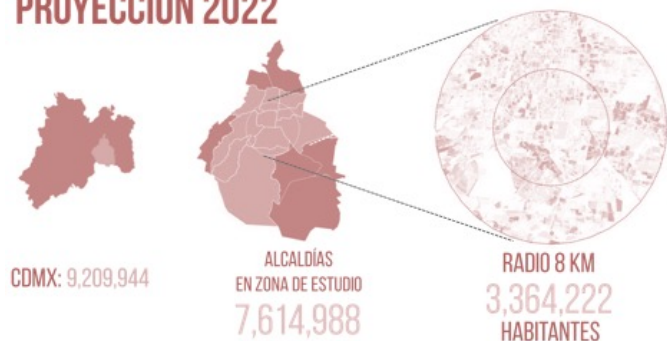 PROYECCIÓN 2022
CDMX: 9,209,944
ALCALDÍAS
EN ZONA DE ESTUDIO
7,614,988
RADIO 8 KM
3,364,222
HABITANTES